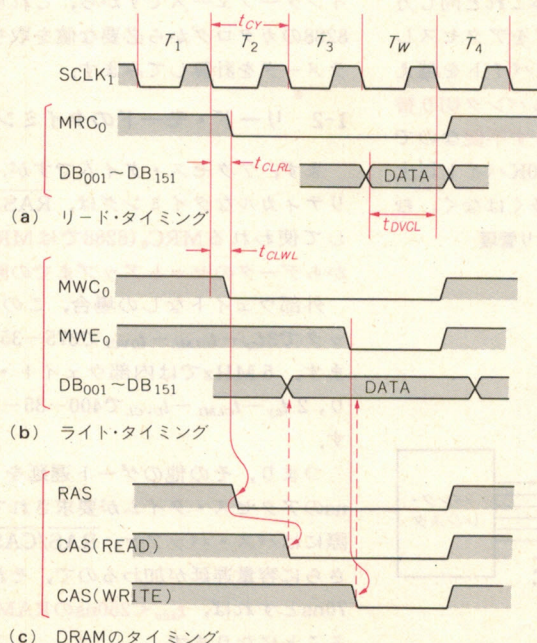 tCY
T1 T2 T3 TW T4
SCLK1
MRC0
DB001~DB151 DATA
tCLRL
tDVCL
(a) リード・タイミング
tCLWL
MWC0
MWE0
DB001~DB151 DATA
(b) ライト・タイミング
RAS
CAS(READ)
CAS(WRITE)
(c) DRAMのタイミング